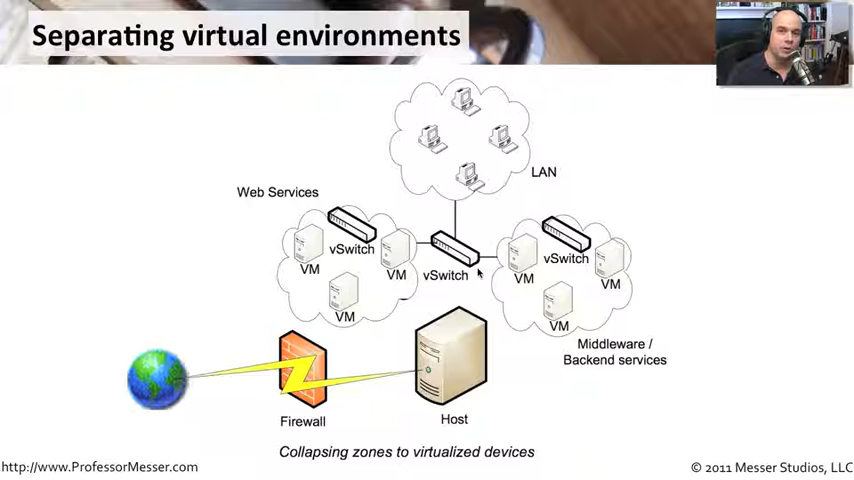 Separating virtual environments
LAN
Web Services
vSwitch
VM
VM
VM
vSwitch
vSwitch
VM
VM
VM
Middleware /
Backend services
Firewall
Host
Collapsing zones to virtualized devices
http://www.ProfessorMesser.com
© 2011 Messer Studios, LLC